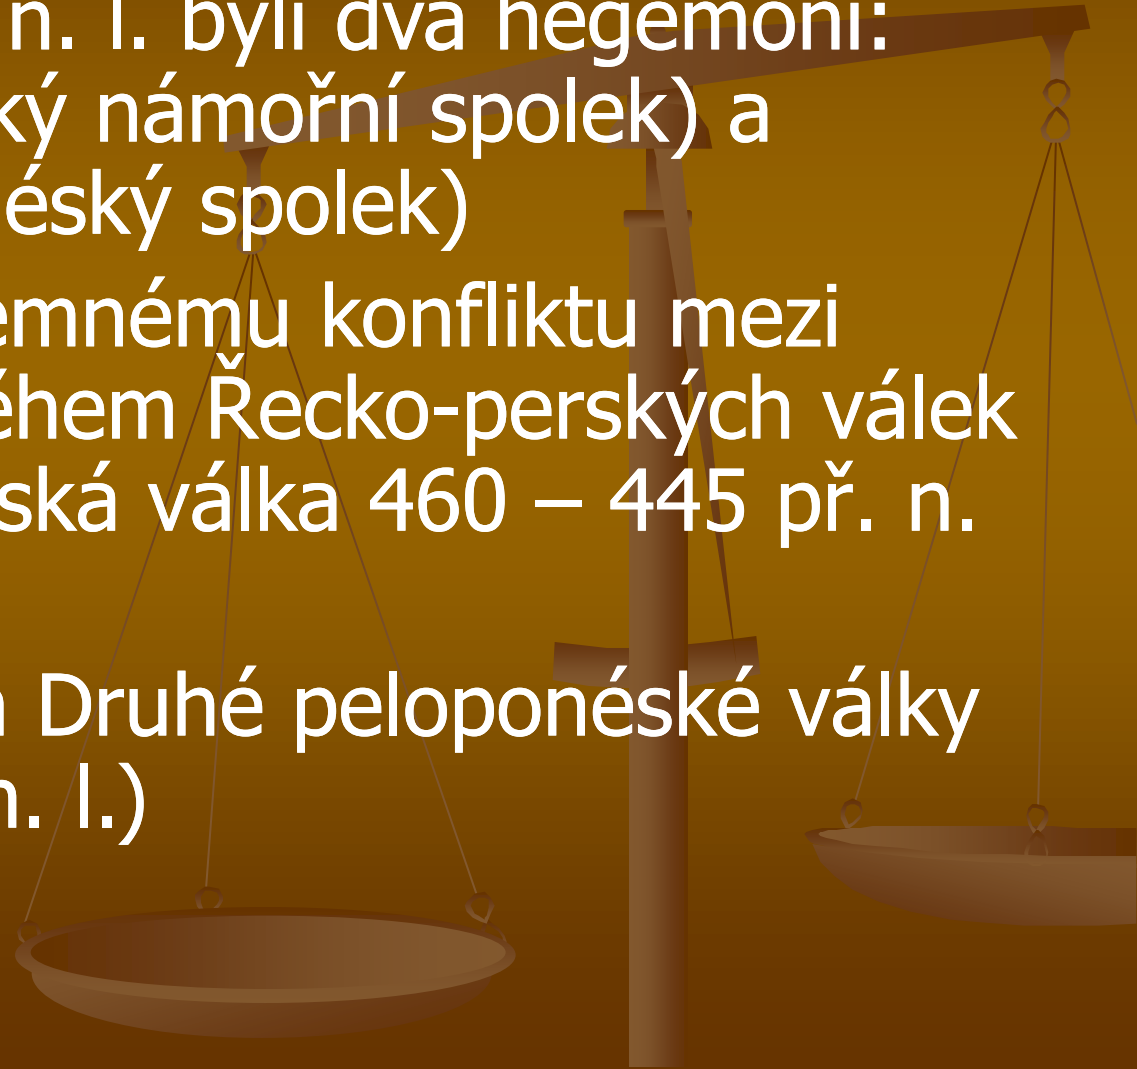 n. l. byli dva hegemoni:
ký námořní spolek) a
éský spolek)
emnému konfliktu mezi
ěhem Řecko-perských válek
ská válka 460 – 445 př. n.
Druhé peloponéské války
n. l.)